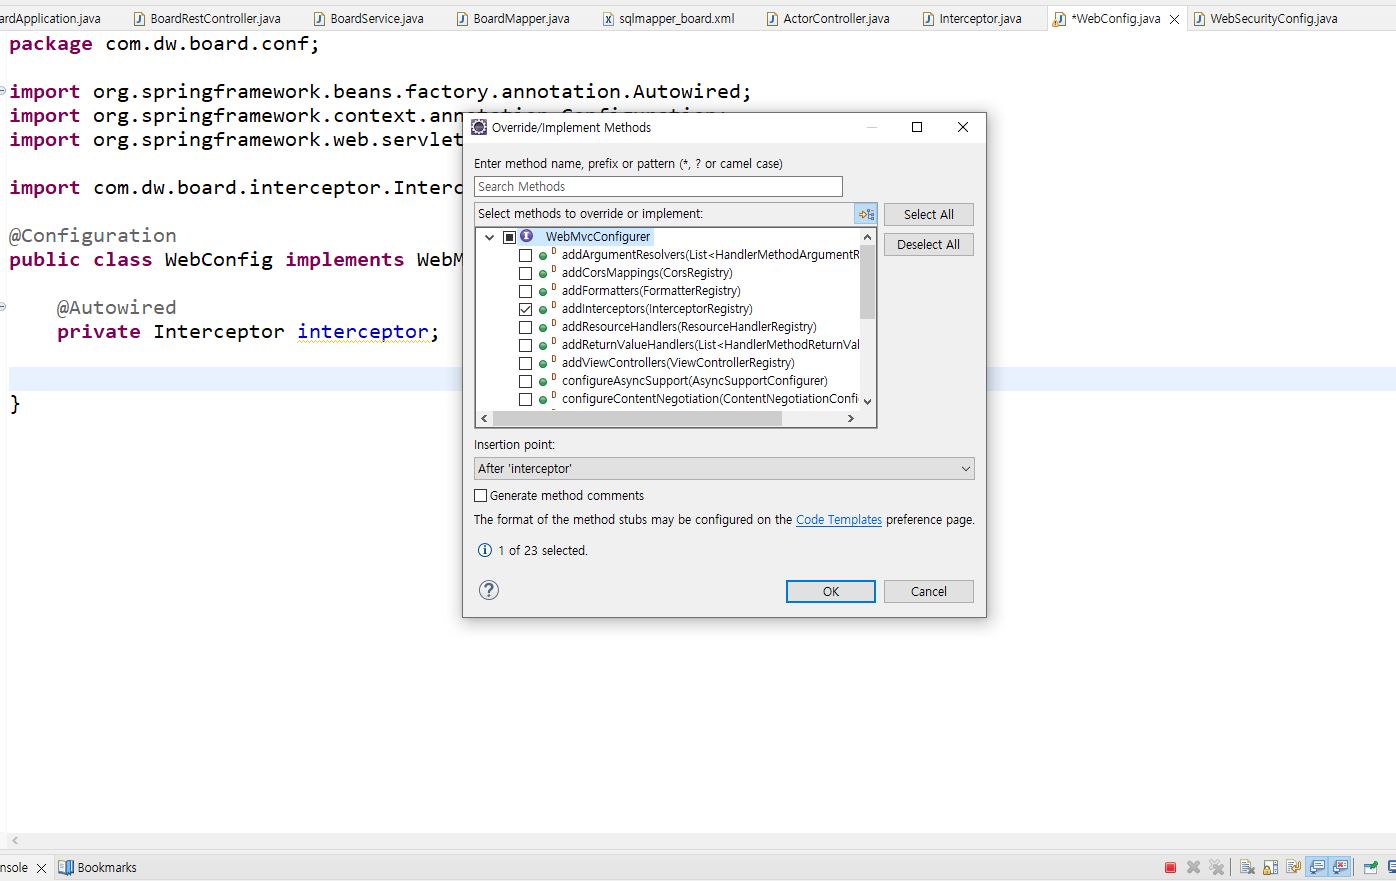 ardApplication.java BoardRestController.java BoardService.java BoardMapper.java sqlmapper_board.xml ActorController.java Interceptor.java *WebConfig.java WebSecurityConfig.java
package com.dw.board.conf;
import org.springframework.beans.factory.annotation.Autowired;
import org.springframework.context.annotation.Configuration;
import org.springframework.web.servlet
import com.dw.board.interceptor.Interc
@Configuration
public class WebConfig implements WebM
@Autowired
private Interceptor interceptor;
}
Override/Implement Methods
Enter method name, prefix or pattern (*, ? or camel case)
Search Methods
Select methods to override or implement:
Select All
Deselect All
WebMvcConfigurer
D addArgumentResolvers(List<HandlerMethodArgumentR
D addCorsMappings(CorsRegistry)
D addFormatters(FormatterRegistry)
D addInterceptors(InterceptorRegistry)
D addResourceHandlers(ResourceHandlerRegistry)
D addReturnValueHandlers(List<HandlerMethodReturnVal
D addViewControllers(ViewControllerRegistry)
D configureAsyncSupport(AsyncSupportConfigurer)
D configureContentNegotiation(ContentNegotiationConfi
Insertion point:
After 'interceptor'
Generate method comments
The format of the method stubs may be configured on the Code Templates preference page.
1 of 23 selected.
OK Cancel
nsole Bookmarks